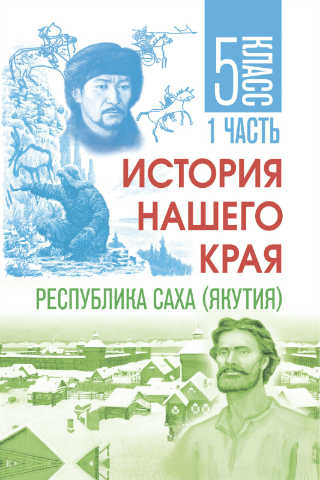 5 КЛАСС
1 ЧАСТЬ
ИСТОРИЯ
НАШЕГО
КРАЯ
РЕСПУБЛИКА САХА (ЯКУТИЯ)